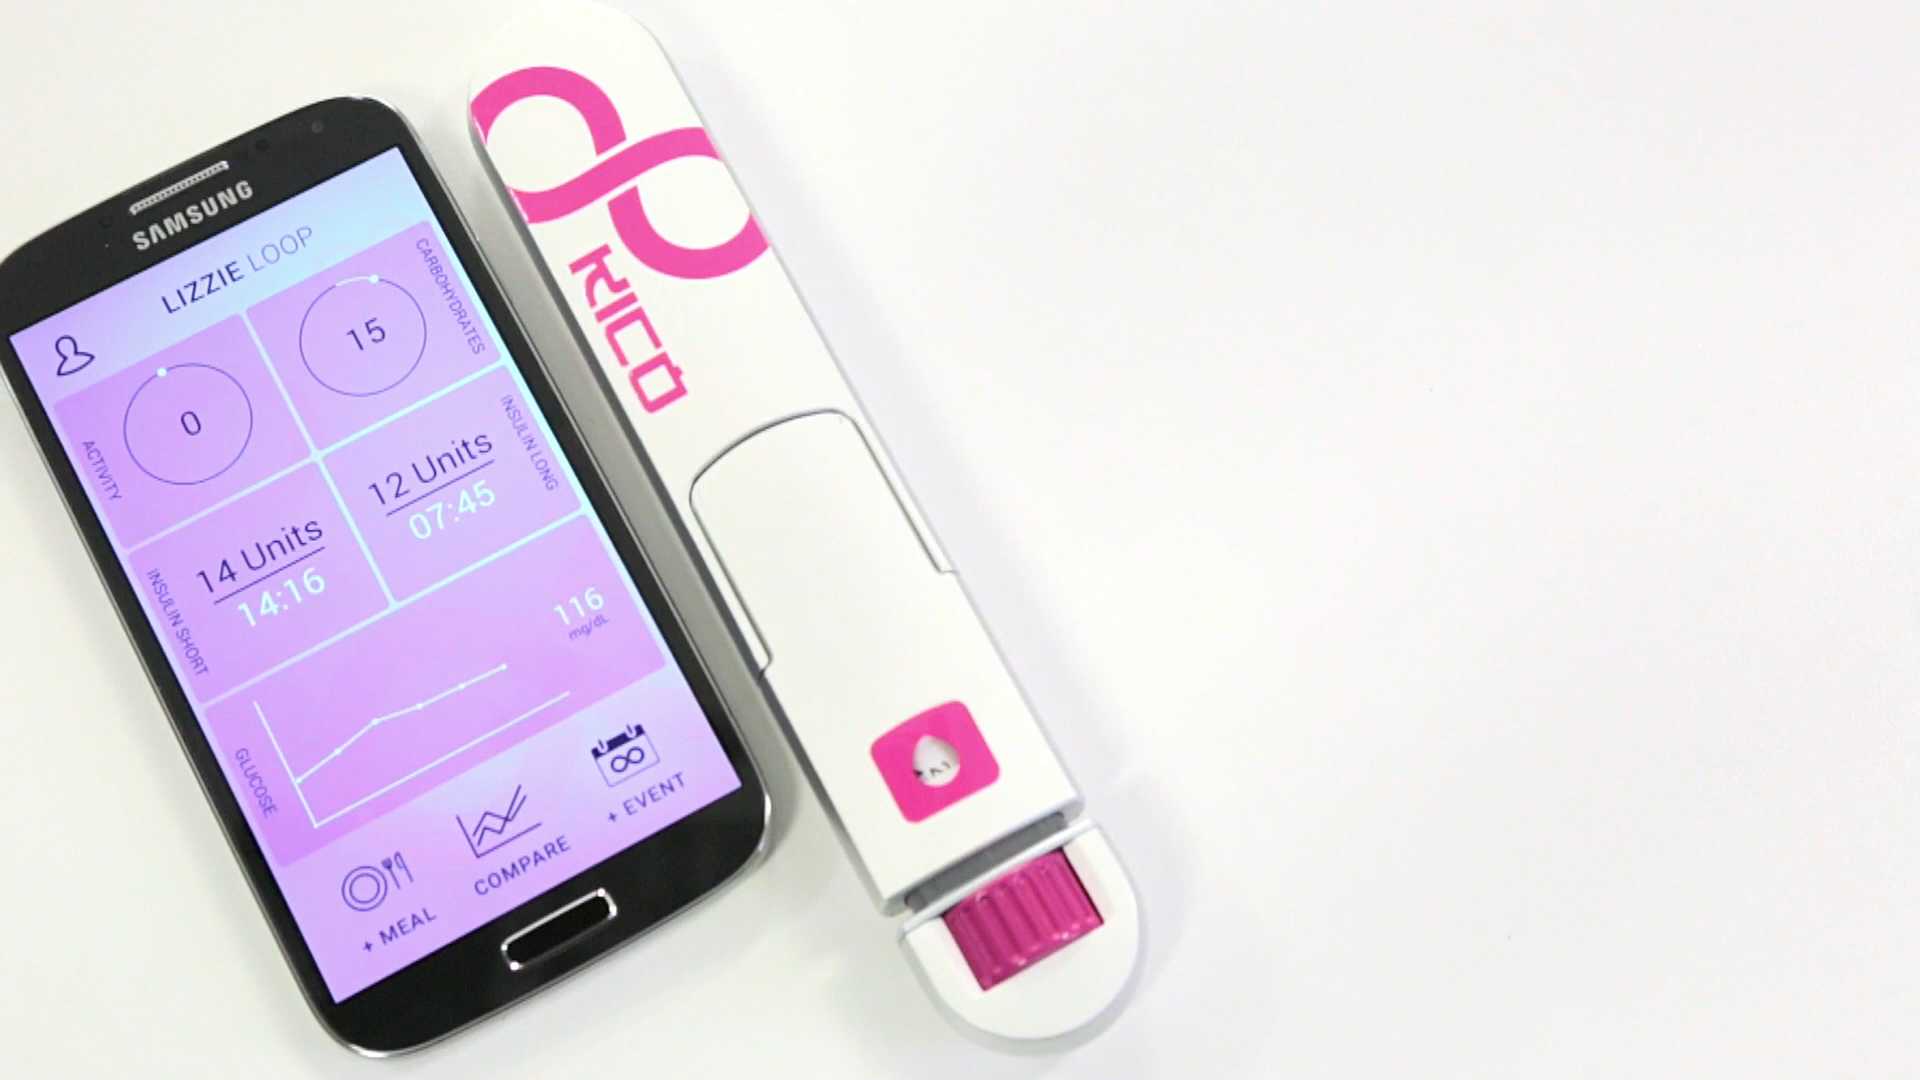 SAMSUNG
LIZZIE LOOP
ACTIVITY
0
15
CARBOHYDRATES
INSULIN SHORT
14 Units
14:16
12 Units
07:45
INSULIN LONG
GLUCOSE
116
mg/dL
+ MEAL
COMPARE
+ EVENT
KICO